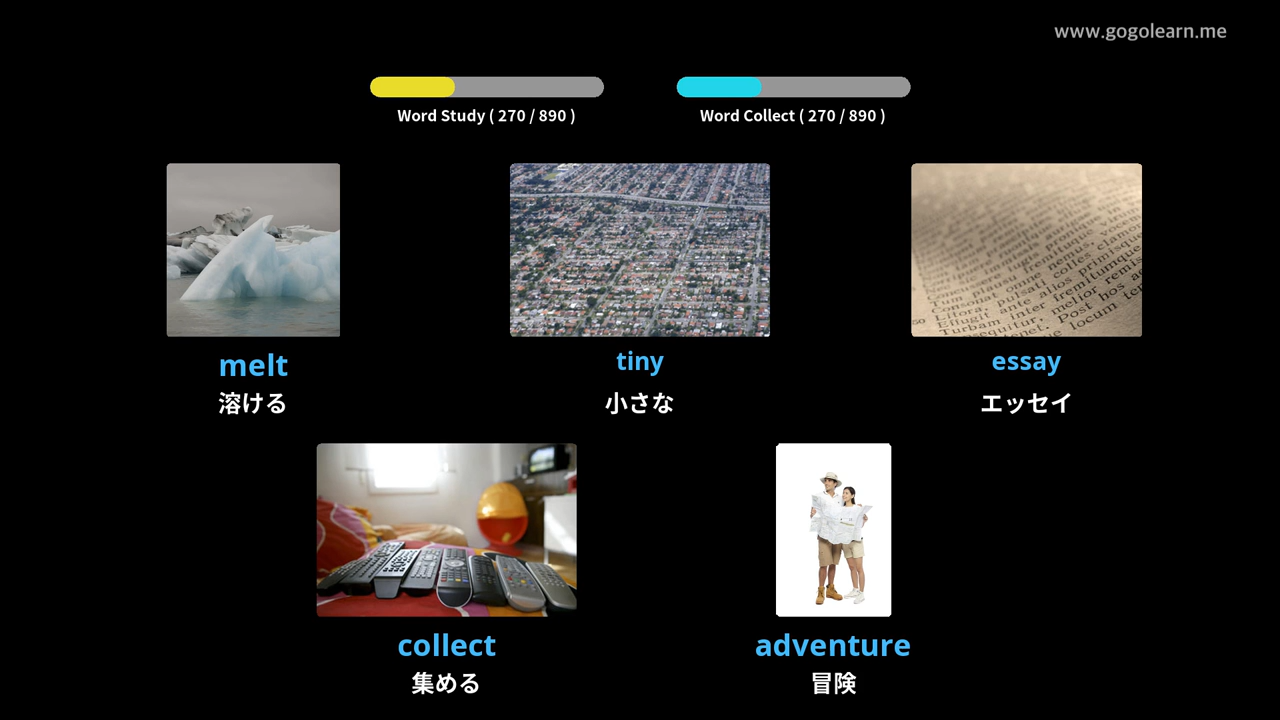 www.gogolearn.me
Word Study ( 270 / 890 )
Word Collect ( 270 / 890 )
melt
溶ける
tiny
小さな
essay
エッセイ
collect
集める
adventure
冒険